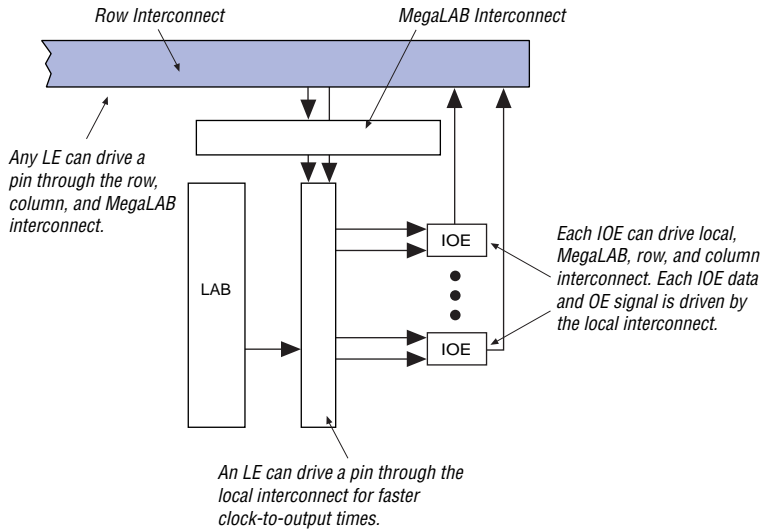 Row Interconnect
MegaLAB Interconnect
Any LE can drive a
pin through the row,
column, and MegaLAB
interconnect.
LAB
IOE
IOE
Each IOE can drive local,
MegaLAB, row, and column
interconnect. Each IOE data
and OE signal is driven by
the local interconnect.
An LE can drive a pin through the
local interconnect for faster
clock-to-output times.